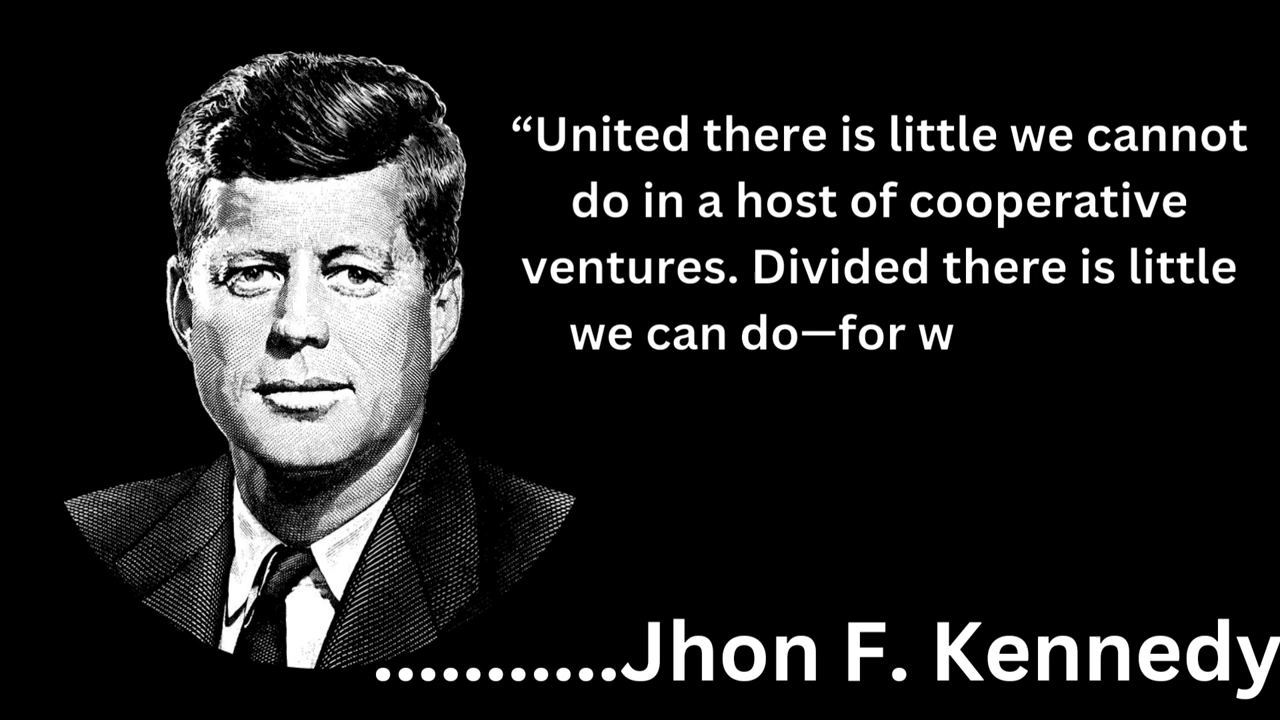 “United there is little we cannot
do in a host of cooperative
ventures. Divided there is little
we can do—for w
...........Jhon F. Kennedy